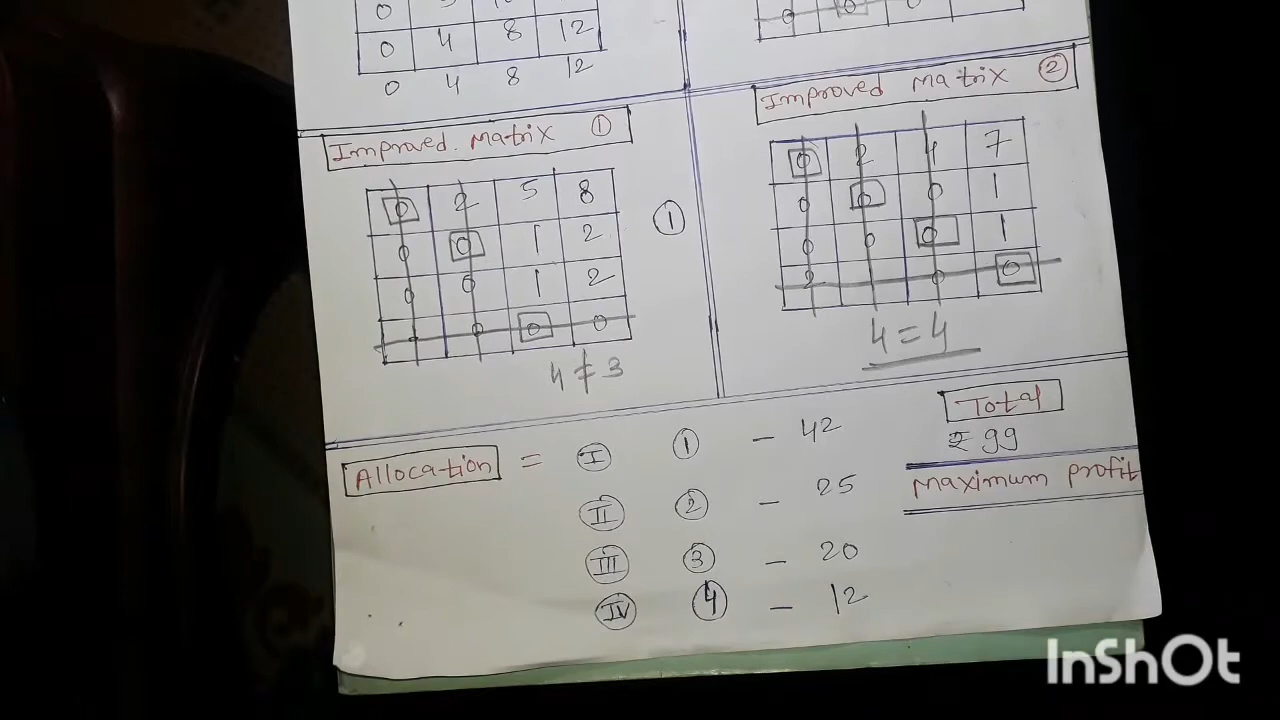 0 4 8 12
0 4 8 12
Improved Matrix ①
0 2 5 8
0 0 1 2
0 0 1 2
0 0 0
4 ≠ 3
①
Improved Matrix ②
0 2 4 7
0 0 0 1
0 0 0 1
2 0 0
4 = 4
Allocation = I ① - 42
II ② - 25
III ③ - 20
IV ④ - 12
Total
₹ 99
Maximum profit
InShOt